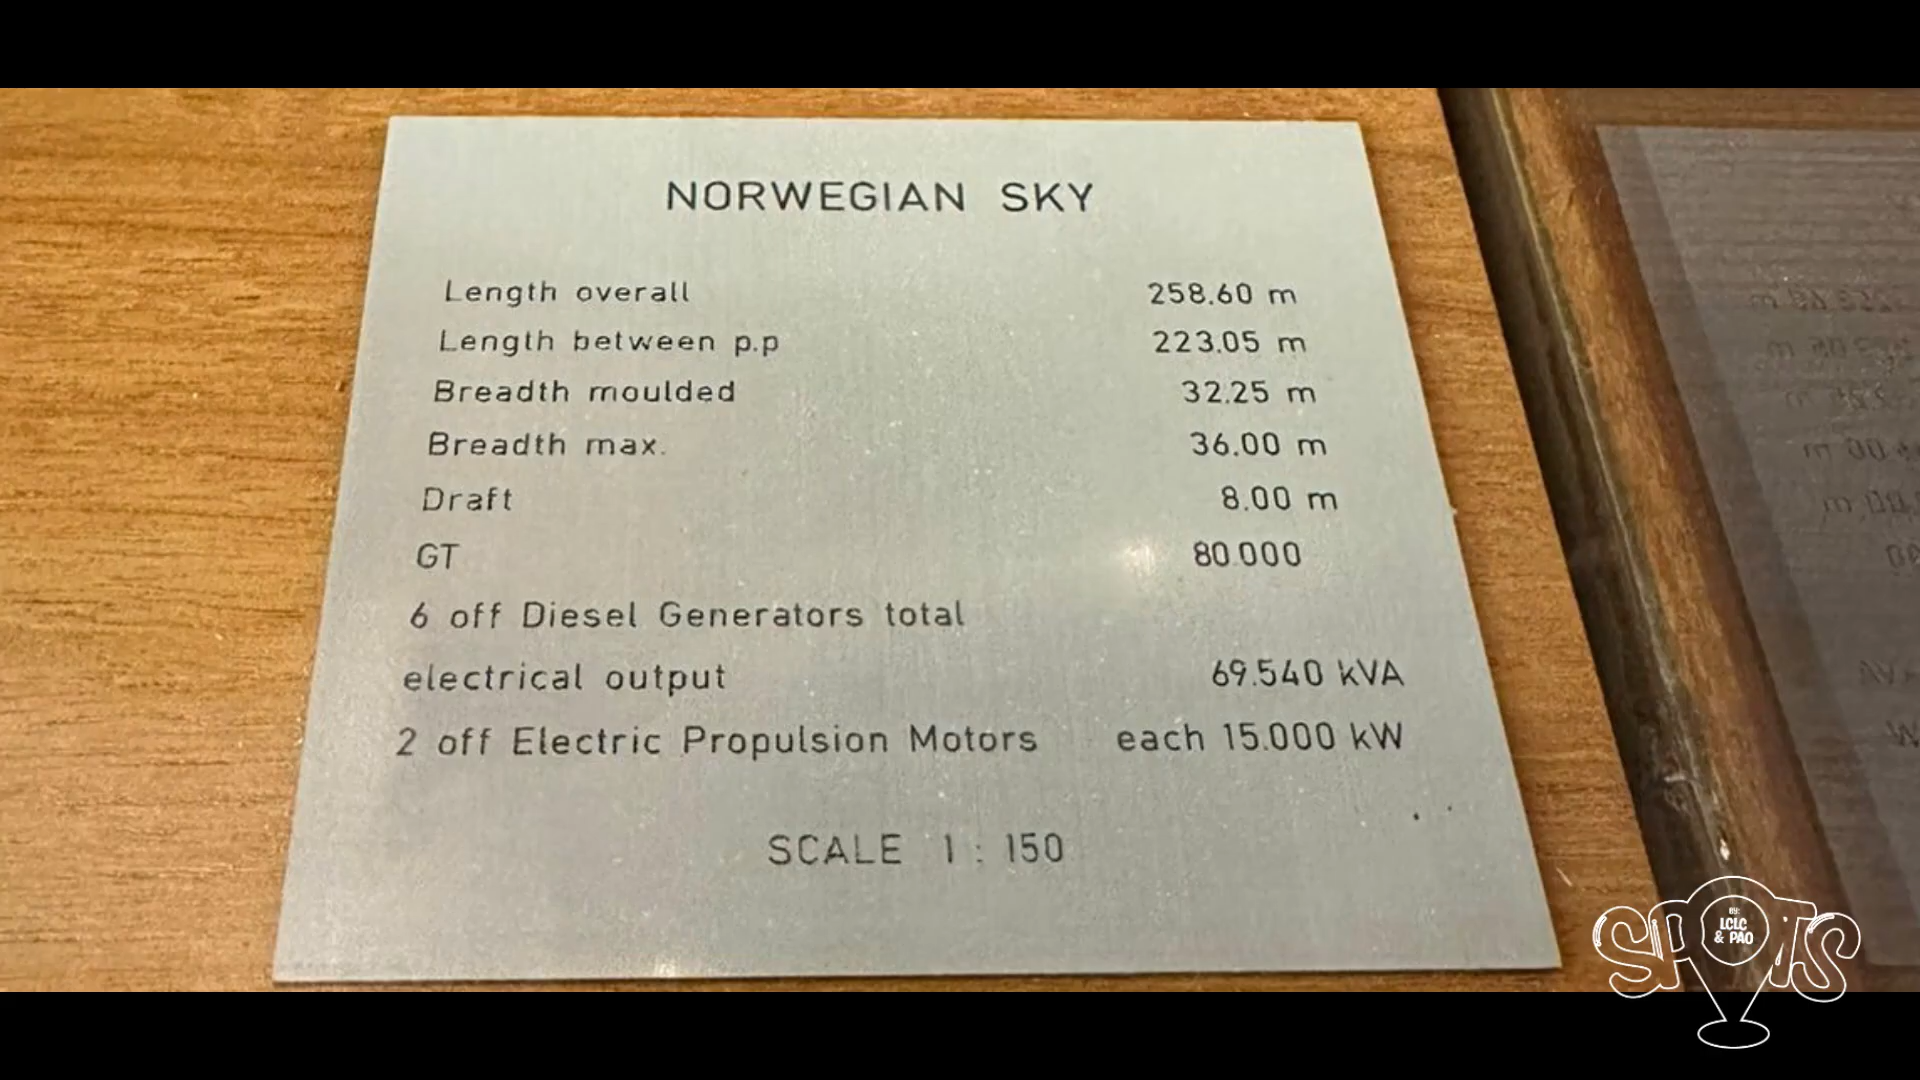 NORWEGIAN SKY
Length overall 258.60 m
Length between p.p 223.05 m
Breadth moulded 32.25 m
Breadth max. 36.00 m
Draft 8.00 m
GT 80.000
6 off Diesel Generators total
electrical output 69.540 kVA
2 off Electric Propulsion Motors each 15.000 kW
SCALE 1 : 150
SPOTS
BY:
LCLC
& PAO